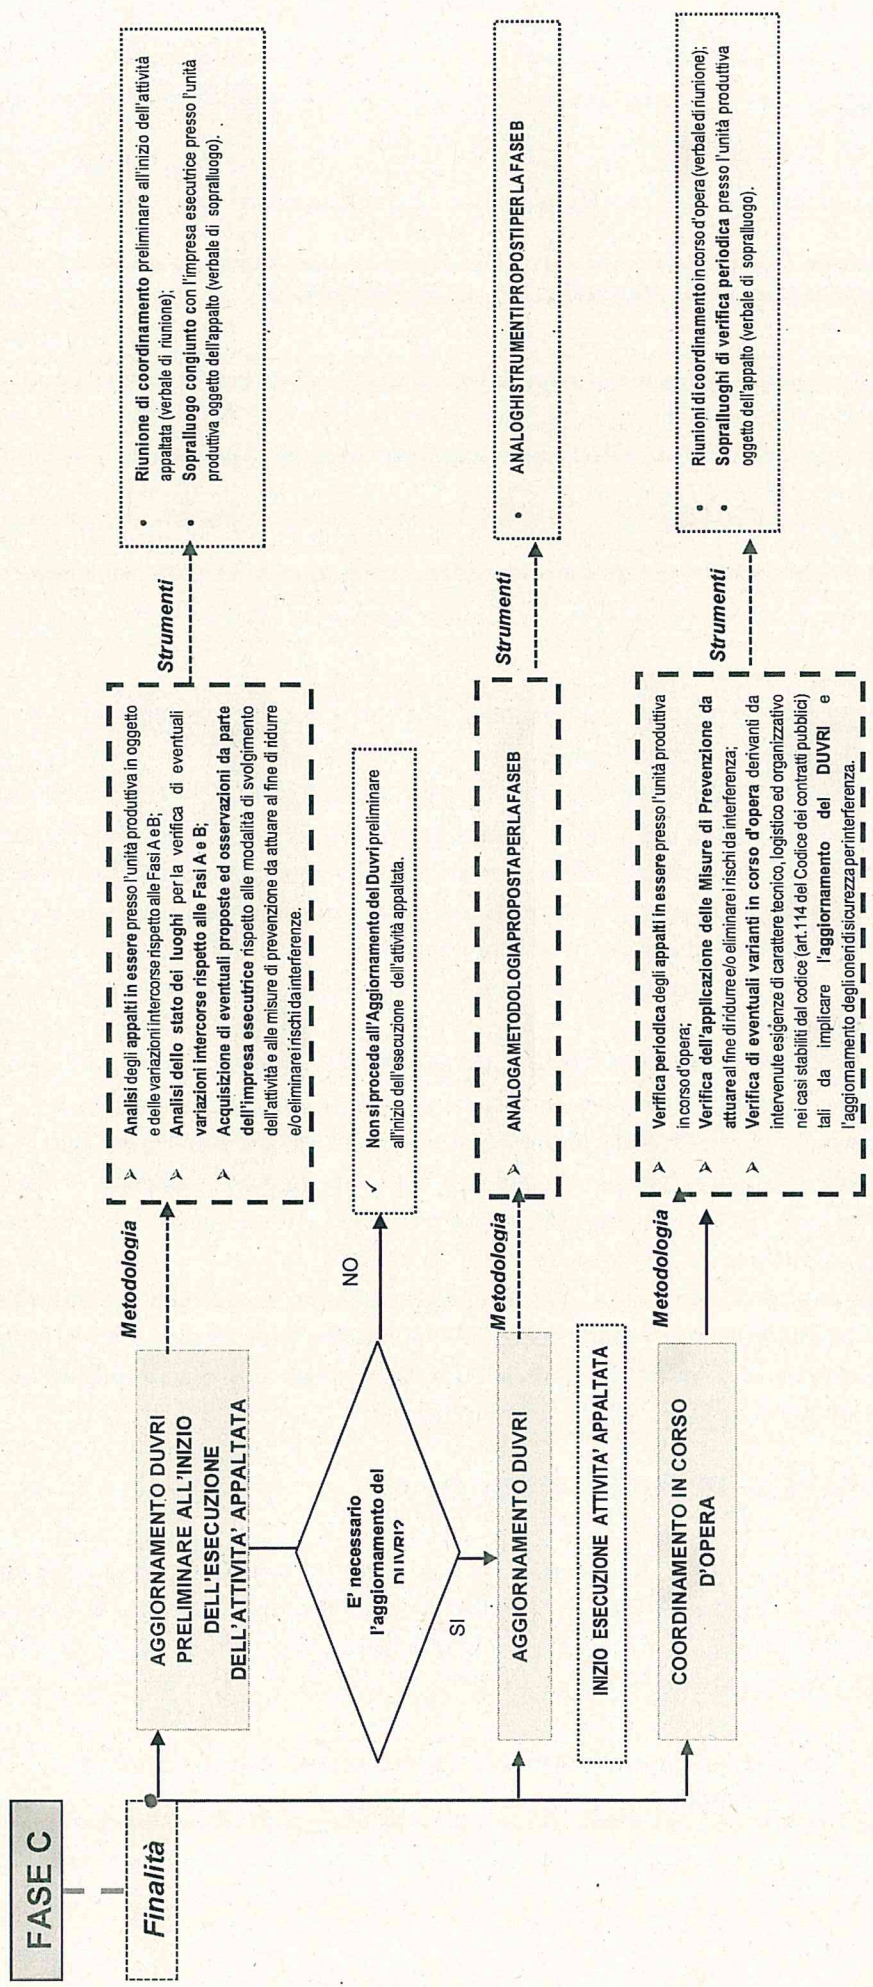 FASE C
Finalità
AGGIORNAMENTO DUVRI
PRELIMINARE ALL'INIZIO
DELL'ESECUZIONE
DELL'ATTIVITA' APPALTATA
Metodologia
➢ Analisi degli appatti in essere presso l'unità produttiva in oggetto
e delle variazioni intercorse rispetto alle Fasi A e B;
➢ Analisi dello stato dei luoghi per la verifica di eventuali
variazioni intercorse rispetto alle Fasi A e B;
➢ Acquisizione di eventuali proposte ed osservazioni da parte
dell'impresa esecutrice rispetto alle modalità di svolgimento
dell'attività e alle misure di prevenzione da attuare al fine di ridurre
e/o eliminare i rischi da interferenze.
Strumenti
• Riunione di coordinamento preliminare all'inizio dell'attività
appaltata (verbale di riunione);
• Sopralluogo congiunto con l'impresa esecutrice presso l'unità
produttiva oggetto dell'appalto (verbale di sopralluogo).
E' necessario
l'aggiornamento del
DUVRI?
NO
✓ Non si procede all'Aggiornamento del Duvri preliminare
all'inizio dell'esecuzione dell'attività appaltata.
SI
AGGIORNAMENTO DUVRI
Metodologia
➢ ANALOGA METODOLOGIA PROPOSTA PER LA FASE B
Strumenti
• ANALOGHI STRUMENTI PROPOSTI PER LA FASE B
INIZIO ESECUZIONE ATTIVITA' APPALTATA
COORDINAMENTO IN CORSO
D'OPERA
Metodologia
➢ Verifica periodica degli appatti in essere presso l'unità produttiva
in corso d'opera;
➢ Verifica dell'applicazione delle Misure di Prevenzione da
attuare al fine di ridurre e/o eliminare i rischi da interferenza;
➢ Verifica di eventuali varianti in corso d'opera derivanti da
intervenute esigenze di carattere tecnico, logistico ed organizzativo
nei casi stabiliti dal codice (art.114 del Codice dei contratti pubblici)
tali da implicare l'aggiornamento del DUVRI e
l'aggiornamento degli oneri di sicurezza per interferenza.
Strumenti
• Riunioni di coordinamento in corso d'opera (verbale di riunione);
• Sopralluoghi di verifica periodica presso l'unità produttiva
oggetto dell'appalto (verbale di sopralluogo).